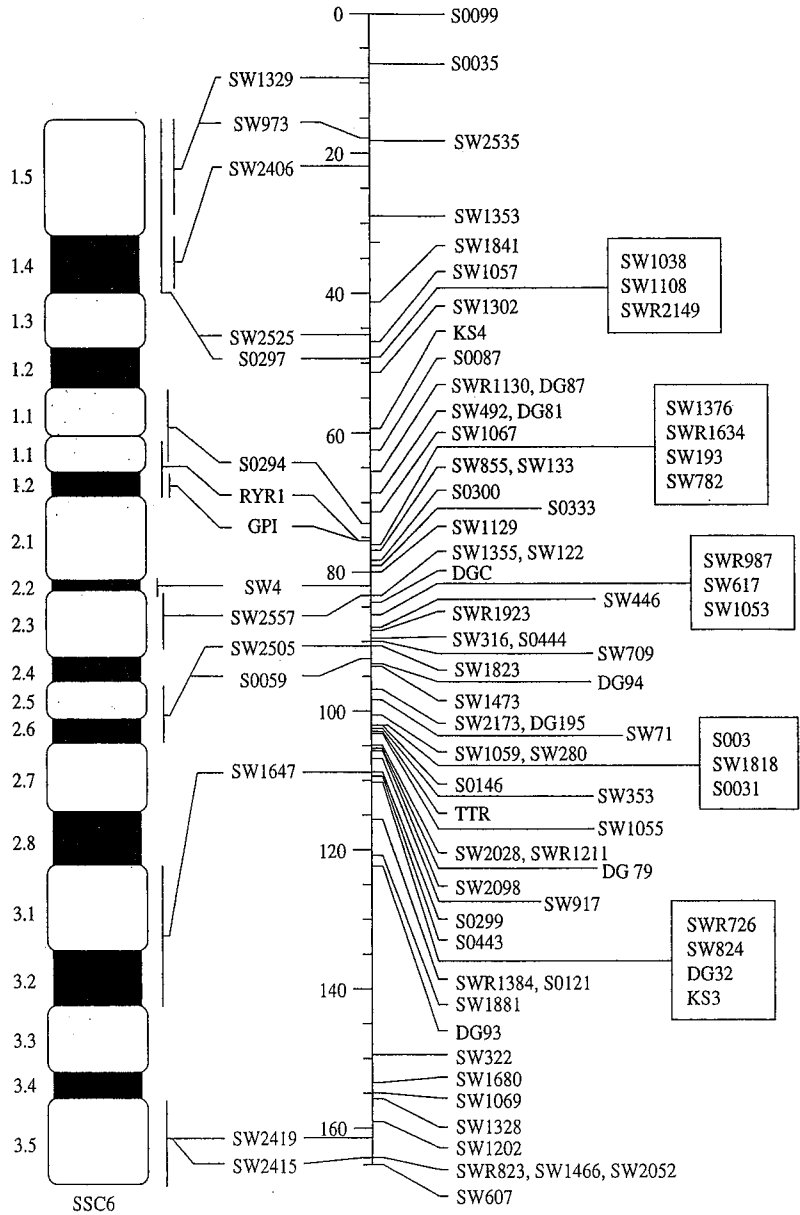 0
S0099
S0035
SW1329
SW973
SW2535
20
SW2406
1.5
SW1353
SW1841
1.4
SW1057
SW1038
SW1108
SWR2149
40
SW1302
1.3
SW2525
KS4
S0297
S0087
1.2
SWR1130, DG87
1.1
SW492, DG81
60
SW1067
SW1376
SWR1634
SW193
SW782
1.1
S0294
SW855, SW133
1.2
RYR1
S0300
S0333
GPI
SW1129
2.1
SW1355, SW122
80
DGC
SWR987
SW617
SW1053
2.2
SW4
SW446
2.3
SW2557
SWR1923
SW316, S0444
SW2505
SW709
2.4
SW1823
S0059
DG94
2.5
SW1473
100
SW2173, DG195
2.6
SW71
SW1059, SW280
S003
SW1818
S0031
2.7
SW1647
S0146
SW353
TTR
SW1055
2.8
120
SW2028, SWR1211
DG 79
SW2098
SW917
3.1
S0299
SWR726
SW824
DG32
KS3
S0443
3.2
140
SWR1384, S0121
SW1881
3.3
DG93
SW322
3.4
SW1680
SW1069
160
SW1328
3.5
SW2419
SW1202
SW2415
SWR823, SW1466, SW2052
SW607
SSC6